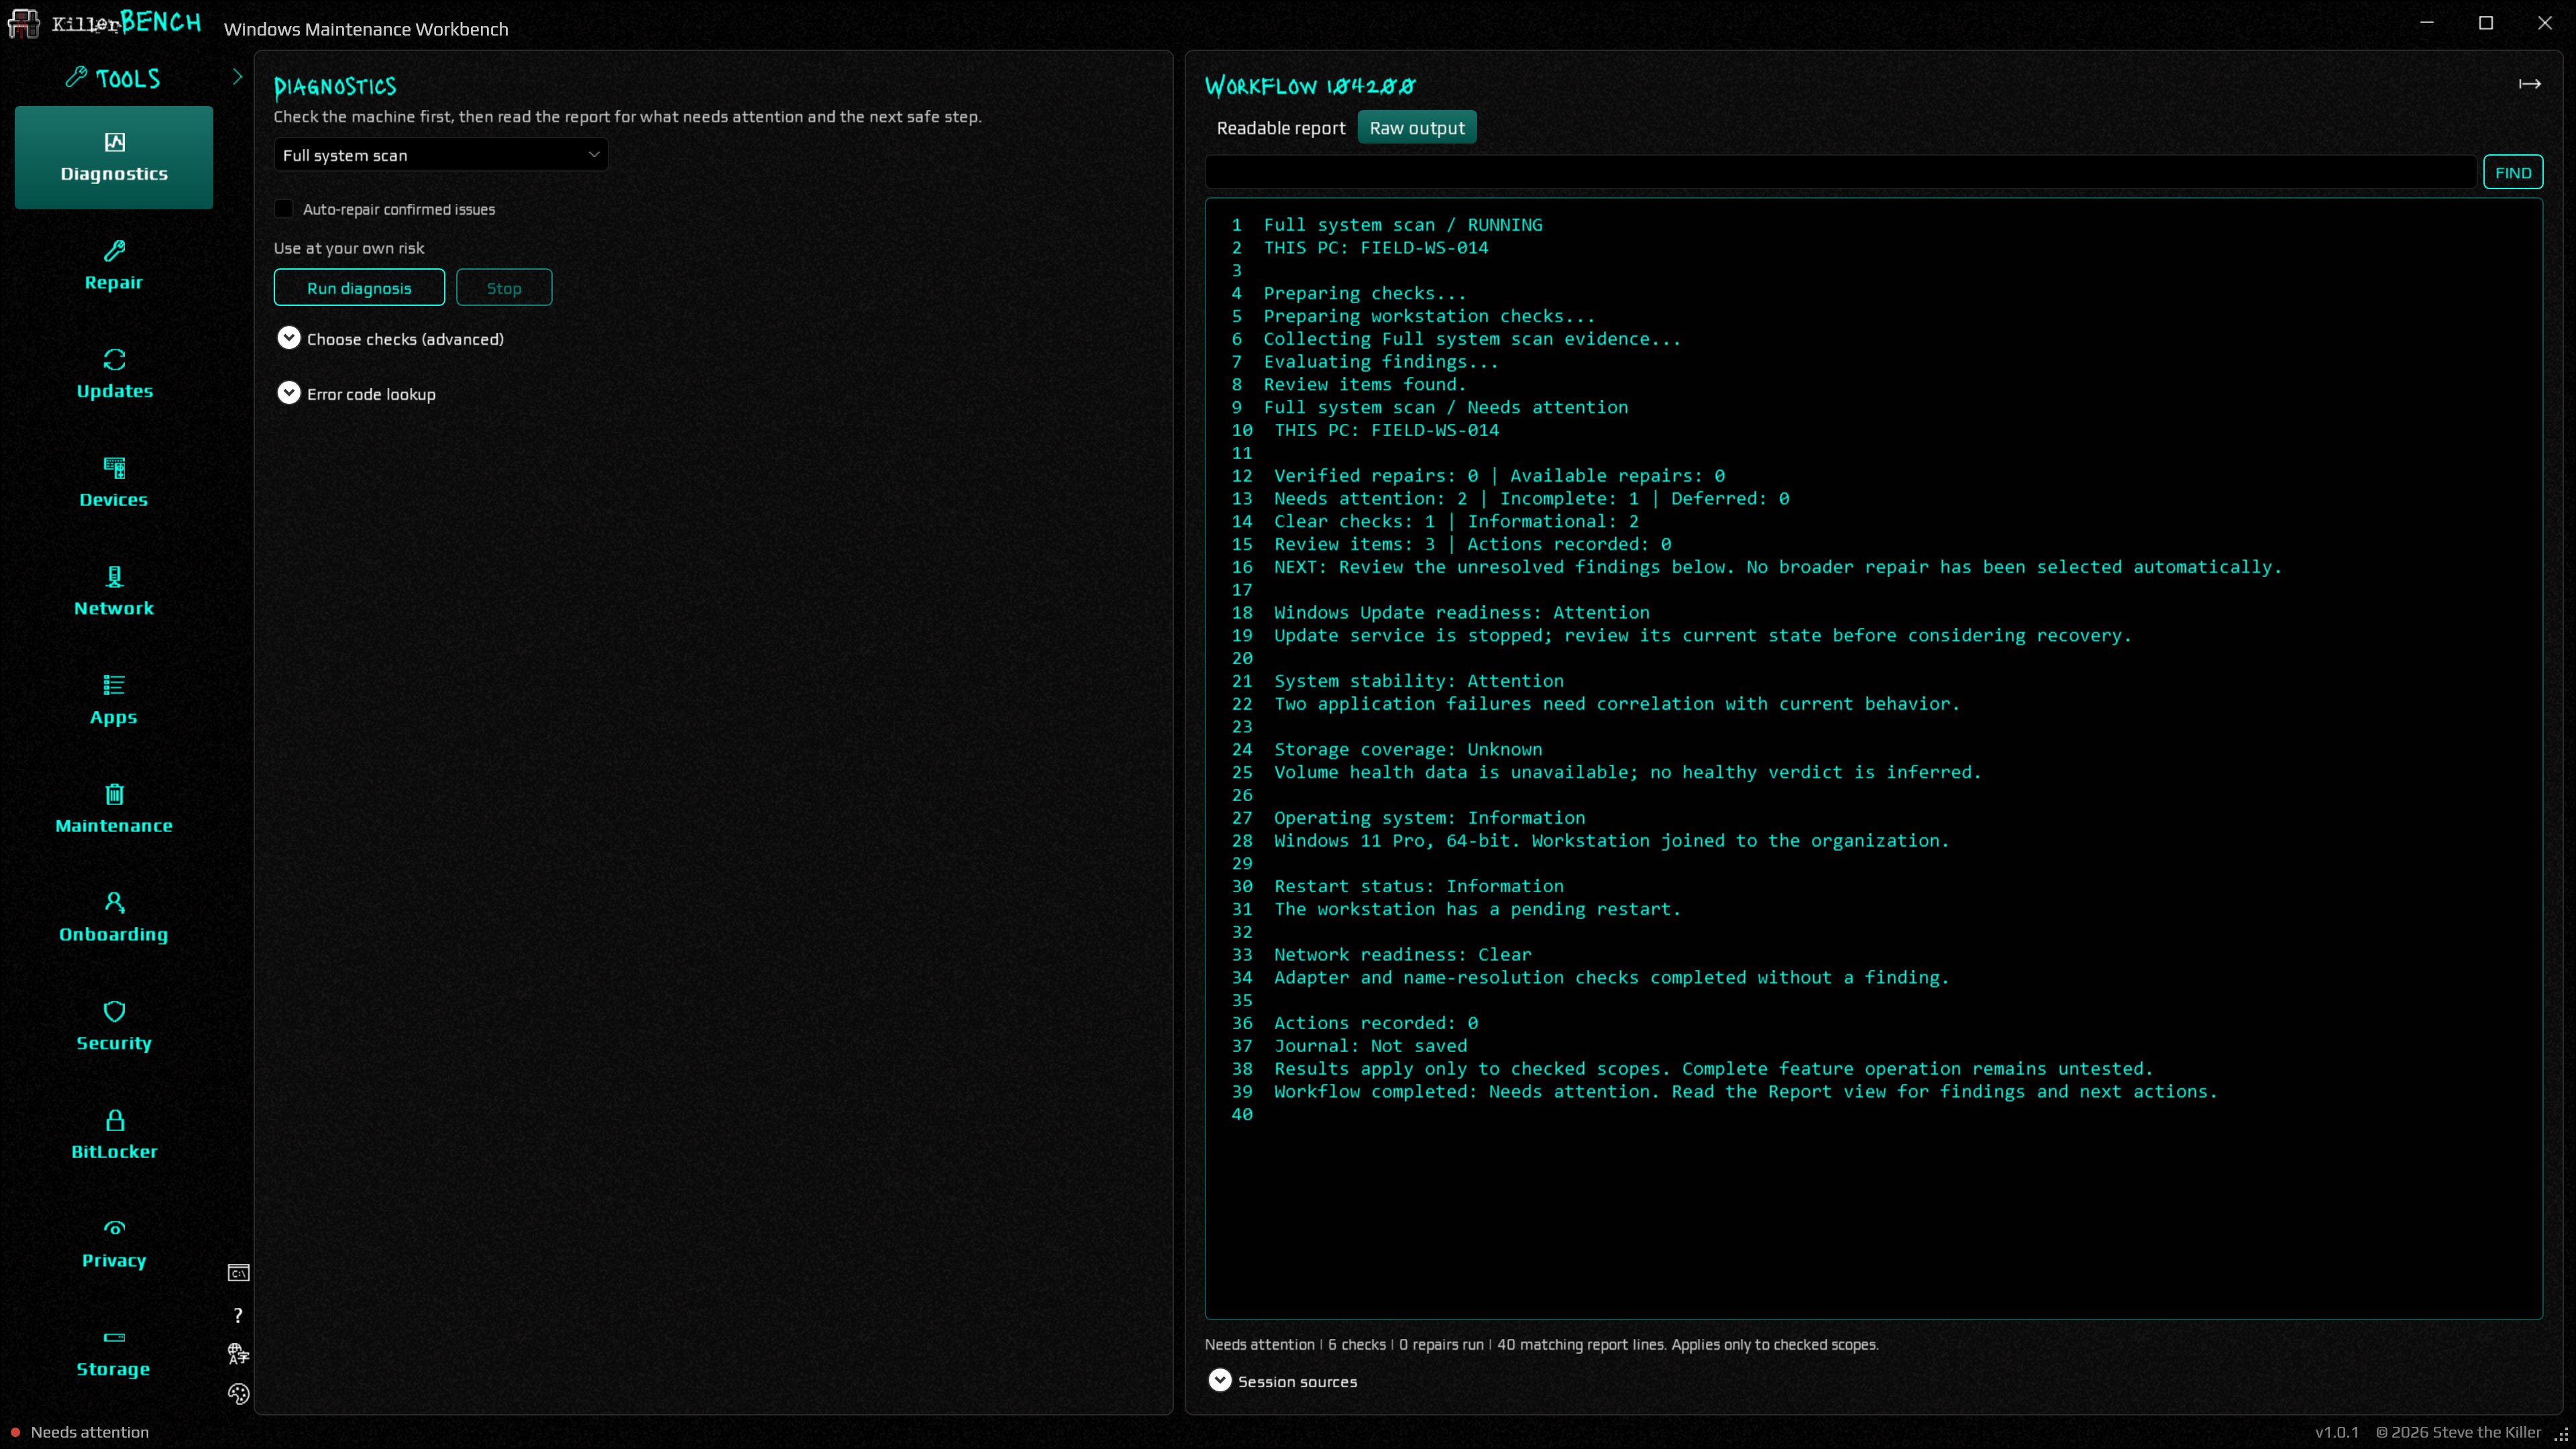 KillerBENCH
Windows Maintenance Workbench
TOOLS
Diagnostics
Repair
Updates
Devices
Network
Apps
Maintenance
Onboarding
Security
BitLocker
Privacy
Storage
C:\
?
A字
DIAGNOSTICS
Check the machine first, then read the report for what needs attention and the next safe step.
Full system scan
Auto-repair confirmed issues
Use at your own risk
Run diagnosis
Stop
Choose checks (advanced)
Error code lookup
WORKFLOW 104200
Readable report
Raw output
FIND
1 Full system scan / RUNNING
2 THIS PC: FIELD-WS-014
3
4 Preparing checks...
5 Preparing workstation checks...
6 Collecting Full system scan evidence...
7 Evaluating findings...
8 Review items found.
9 Full system scan / Needs attention
10 THIS PC: FIELD-WS-014
11
12 Verified repairs: 0 | Available repairs: 0
13 Needs attention: 2 | Incomplete: 1 | Deferred: 0
14 Clear checks: 1 | Informational: 2
15 Review items: 3 | Actions recorded: 0
16 NEXT: Review the unresolved findings below. No broader repair has been selected automatically.
17
18 Windows Update readiness: Attention
19 Update service is stopped; review its current state before considering recovery.
20
21 System stability: Attention
22 Two application failures need correlation with current behavior.
23
24 Storage coverage: Unknown
25 Volume health data is unavailable; no healthy verdict is inferred.
26
27 Operating system: Information
28 Windows 11 Pro, 64-bit. Workstation joined to the organization.
29
30 Restart status: Information
31 The workstation has a pending restart.
32
33 Network readiness: Clear
34 Adapter and name-resolution checks completed without a finding.
35
36 Actions recorded: 0
37 Journal: Not saved
38 Results apply only to checked scopes. Complete feature operation remains untested.
39 Workflow completed: Needs attention. Read the Report view for findings and next actions.
40
Needs attention | 6 checks | 0 repairs run | 40 matching report lines. Applies only to checked scopes.
Session sources
Needs attention
v1.0.1 © 2026 Steve the Killer